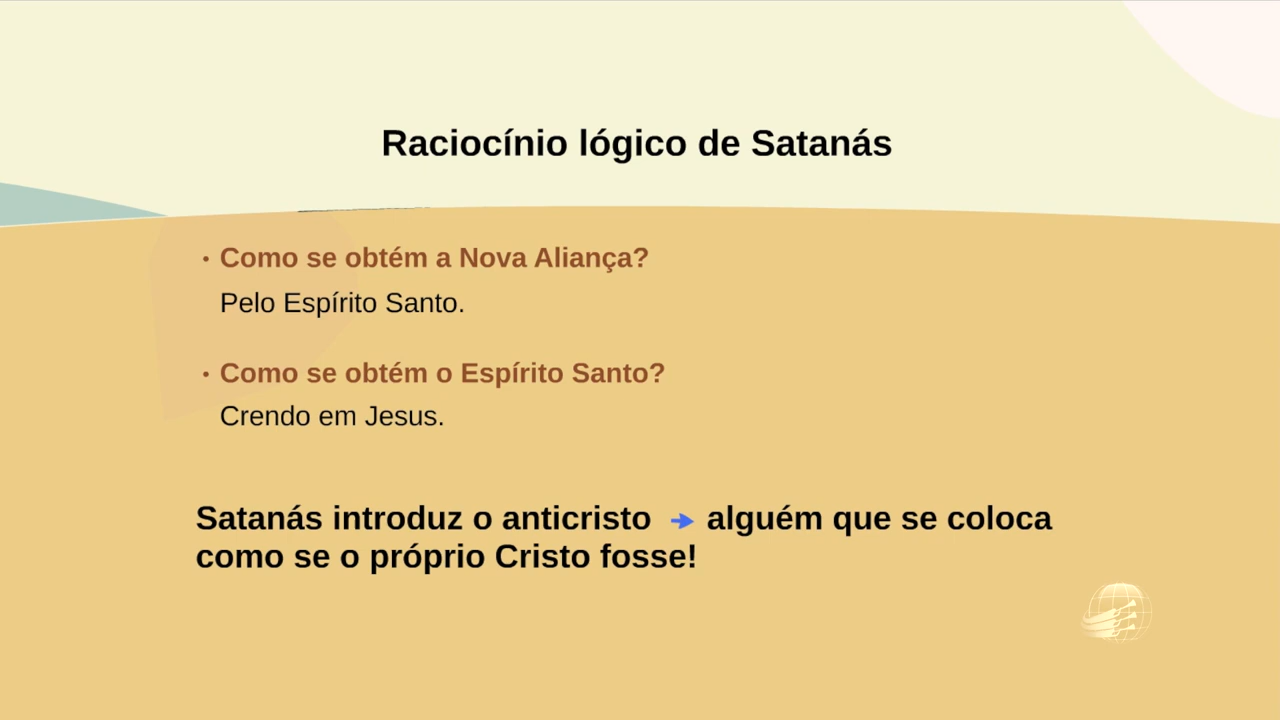 Raciocínio lógico de Satanás
• Como se obtém a Nova Aliança?
Pelo Espírito Santo.
• Como se obtém o Espírito Santo?
Crendo em Jesus.
Satanás introduz o anticristo ➔ alguém que se coloca
como se o próprio Cristo fosse!